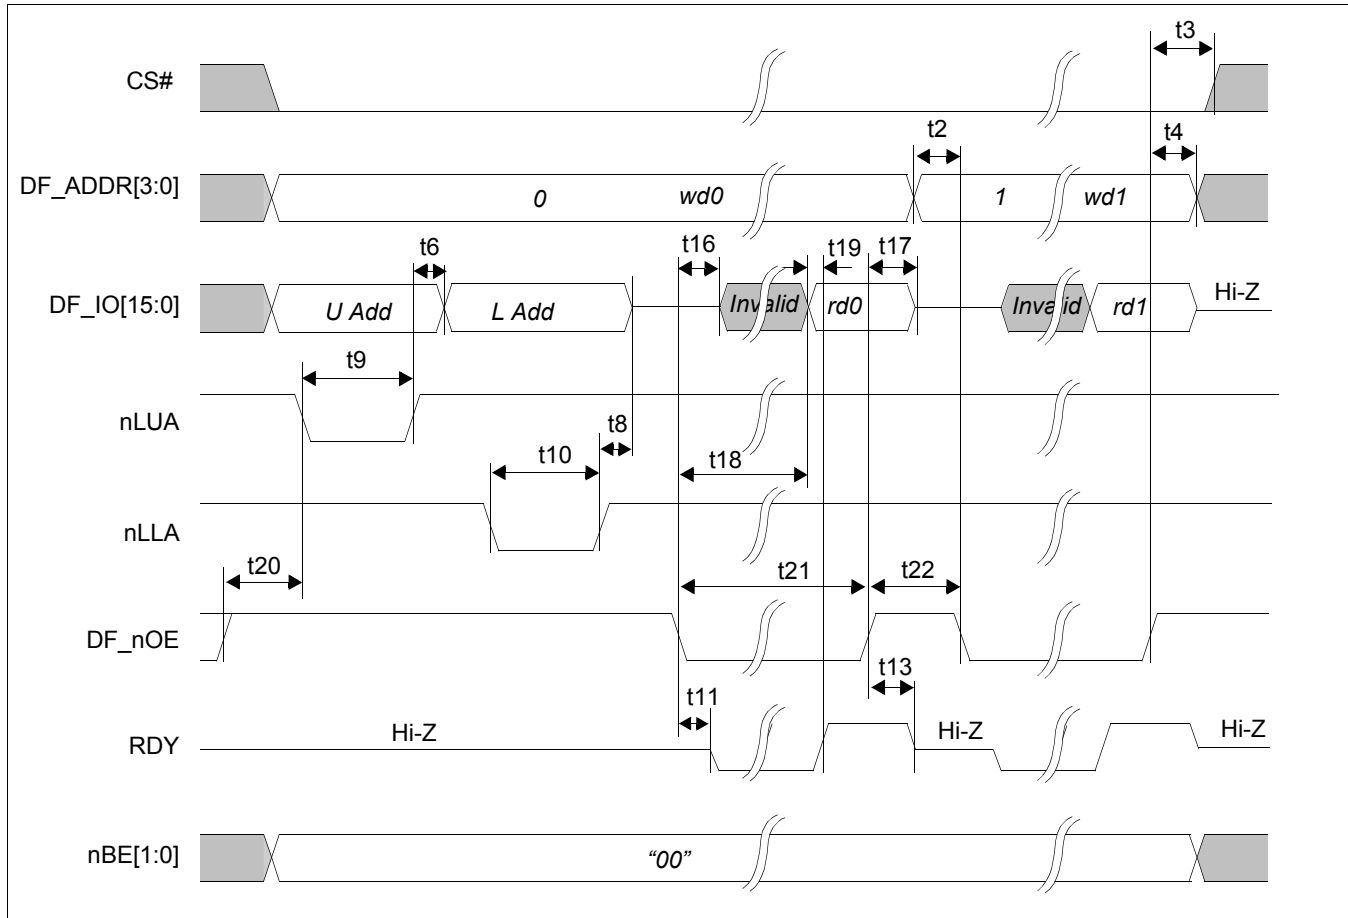 t3
CS#
t2
t4
DF_ADDR[3:0]
0
wd0
1
wd1
t6
t16
t19
t17
DF_IO[15:0]
U Add
L Add
Invalid
rd0
Invalid
rd1
Hi-Z
t9
nLUA
t8
t10
t18
nLLA
t20
t21
t22
DF_nOE
t13
t11
RDY
Hi-Z
Hi-Z
Hi-Z
nBE[1:0]
“00”